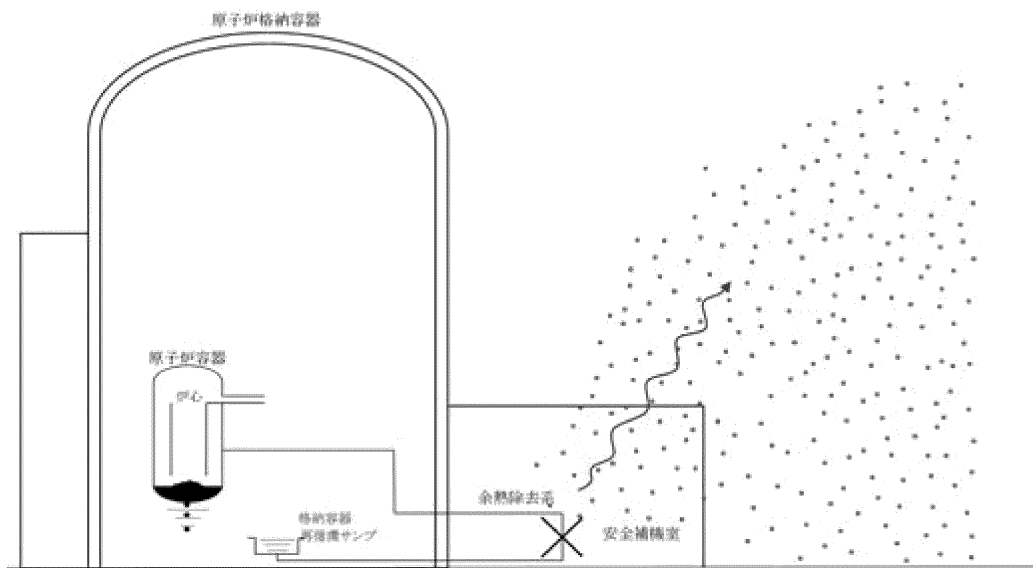 原子炉格納容器
原子炉容器
炉心
余熱除去系
格納容器
再循環サンプ
安全補機室